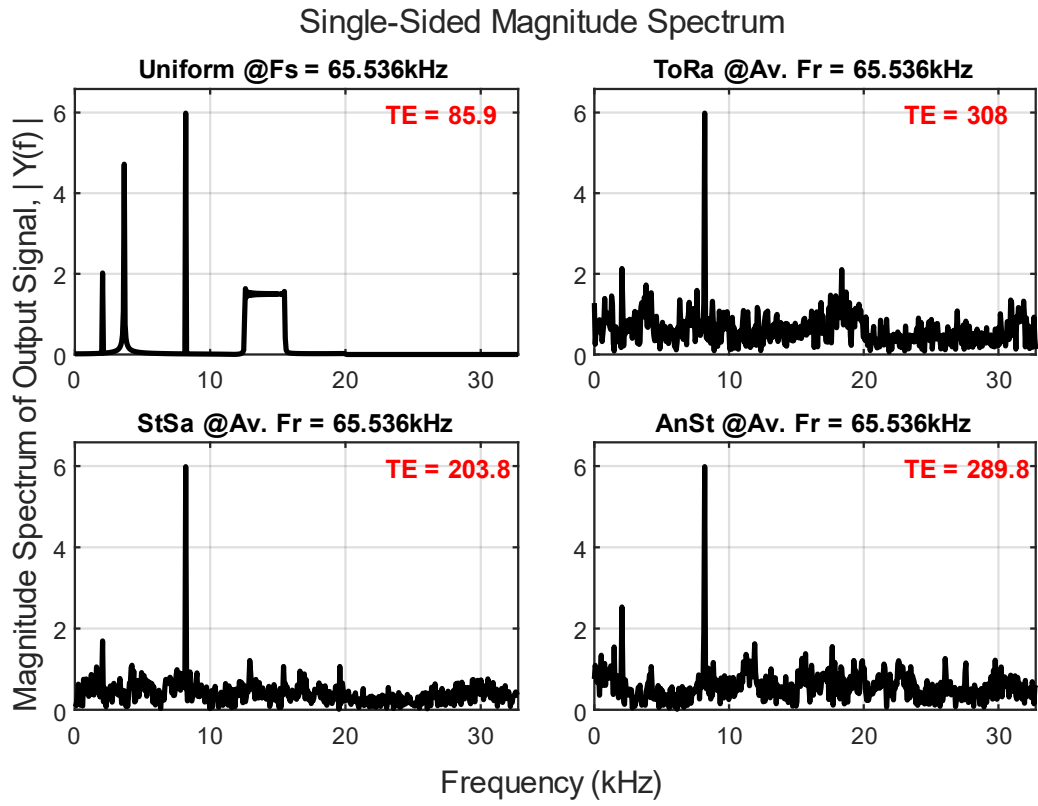 Single-Sided Magnitude Spectrum
Magnitude Spectrum of Output Signal, | Y(f) |
Uniform @Fs = 65.536kHz
TE = 85.9
6
4
2
0
0 10 20 30
ToRa @Av. Fr = 65.536kHz
TE = 308
6
4
2
0
0 10 20 30
StSa @Av. Fr = 65.536kHz
TE = 203.8
6
4
2
0
0 10 20 30
AnSt @Av. Fr = 65.536kHz
TE = 289.8
6
4
2
0
0 10 20 30
Frequency (kHz)